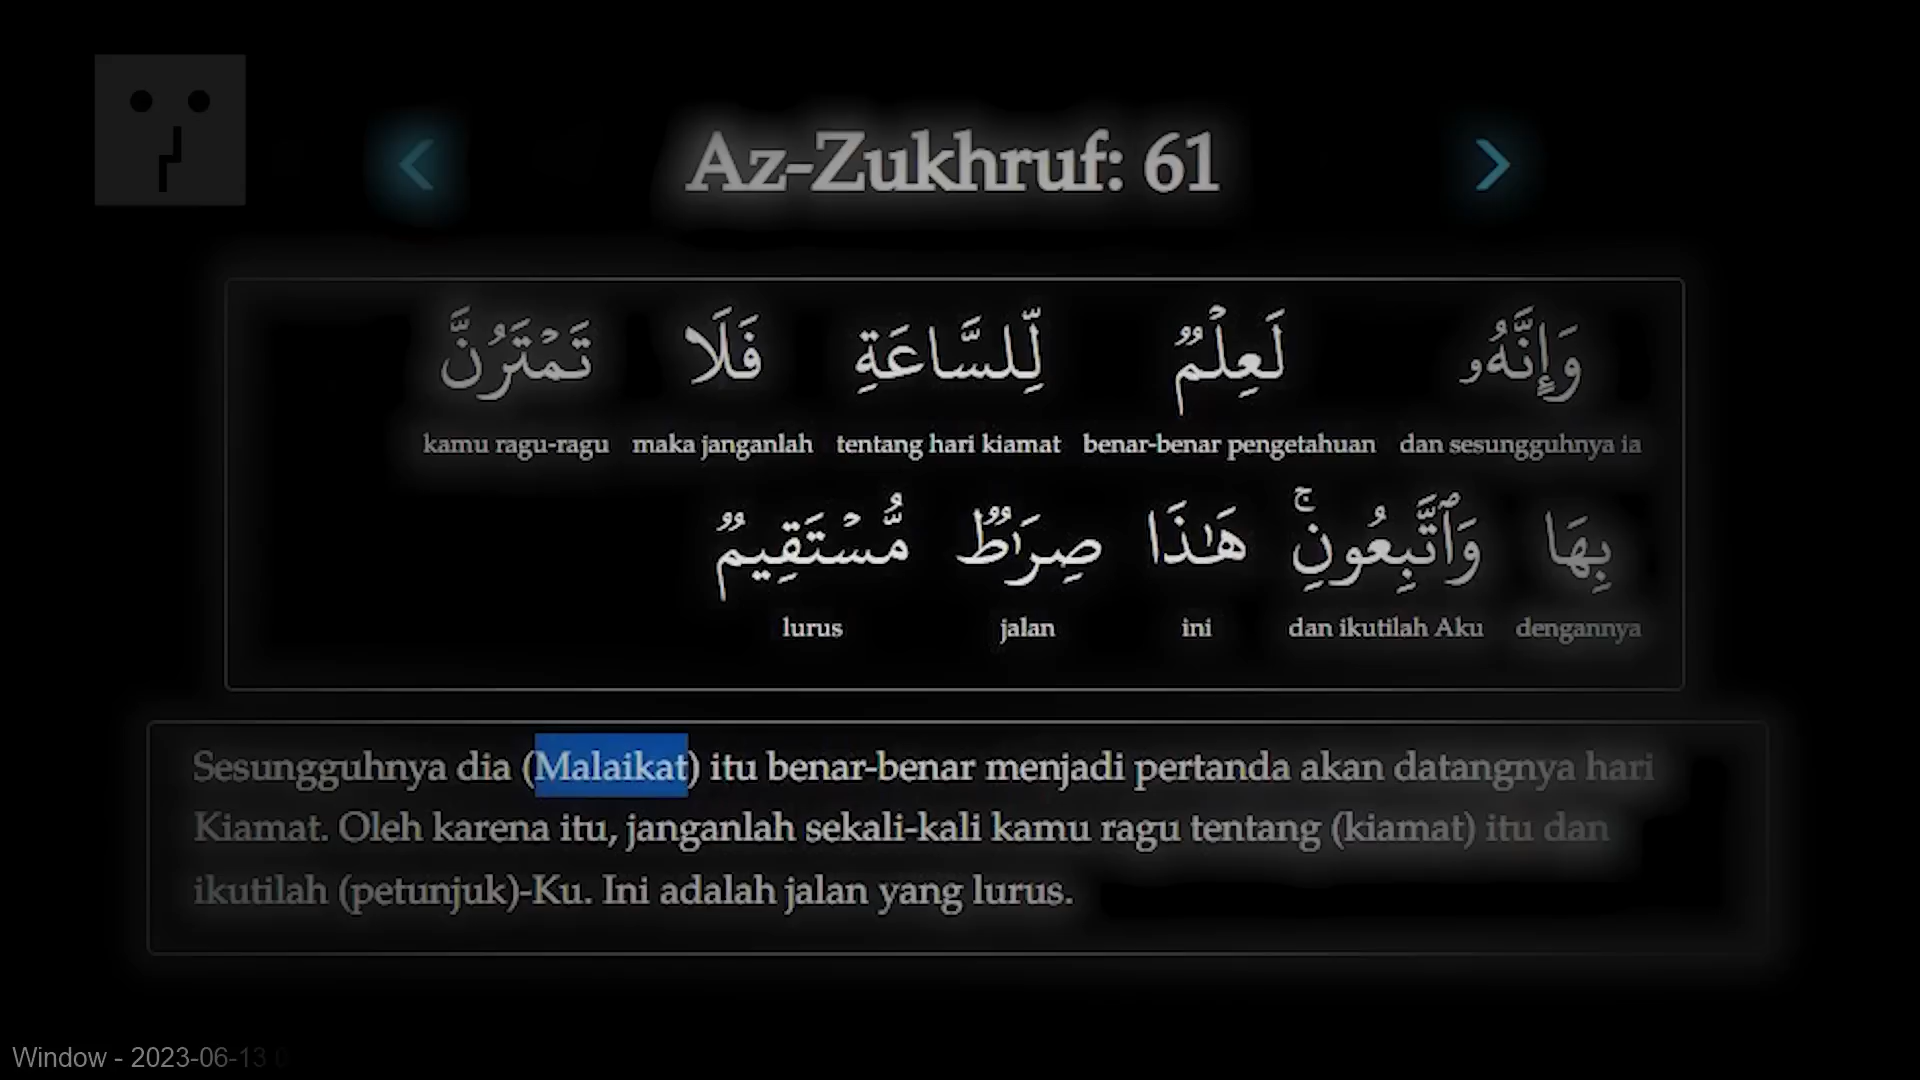 Az-Zukhruf: 61
وَإِنَّهُۥ لَعِلْمٌ لِّلسَّاعَةِ فَلَا تَمْتَرُنَّ
dan sesungguhnya ia benar-benar pengetahuan tentang hari kiamat maka janganlah kamu ragu-ragu
بِهَا وَٱتَّبِعُونِ ۚ هَٰذَا صِرَٰطٌ مُّسْتَقِيمٌ
dengannya dan ikutilah Aku ini jalan lurus
Sesungguhnya dia (Malaikat) itu benar-benar menjadi pertanda akan datangnya hari
Kiamat. Oleh karena itu, janganlah sekali-kali kamu ragu tentang (kiamat) itu dan
ikutilah (petunjuk)-Ku. Ini adalah jalan yang lurus.
Window - 2023-06-13